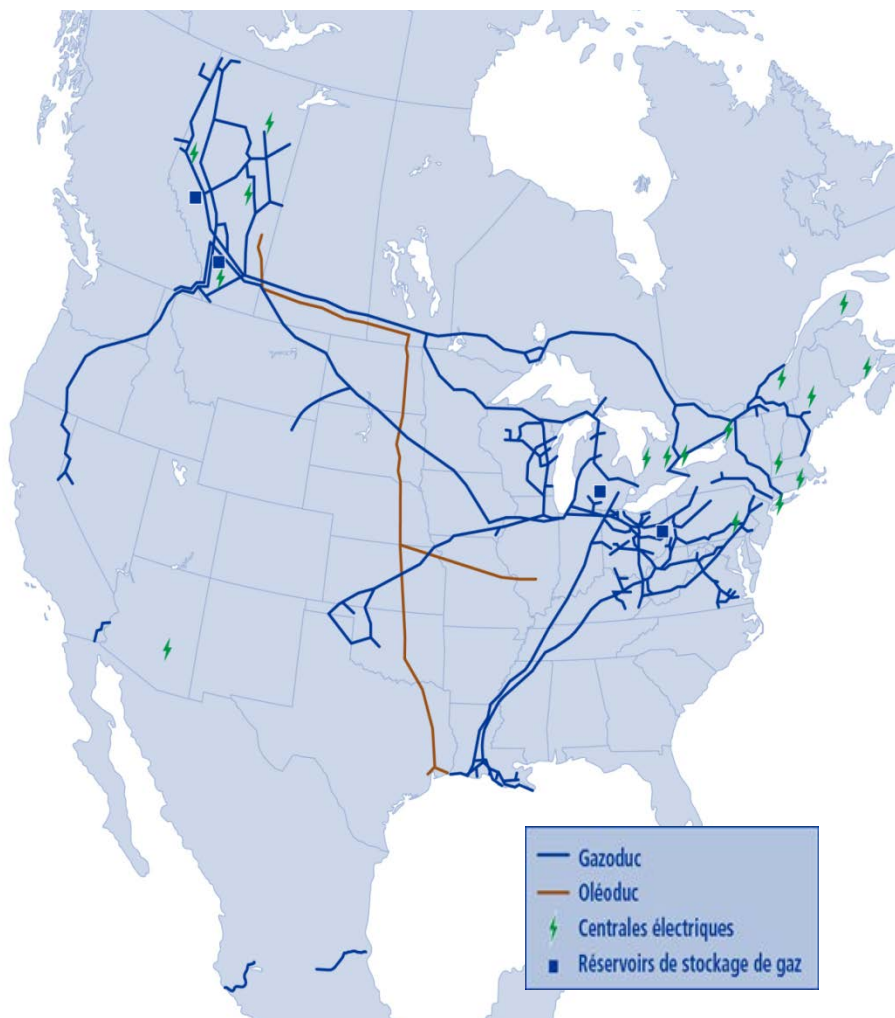 Gazoduc
Oléoduc
Centrales électriques
Réservoirs de stockage de gaz